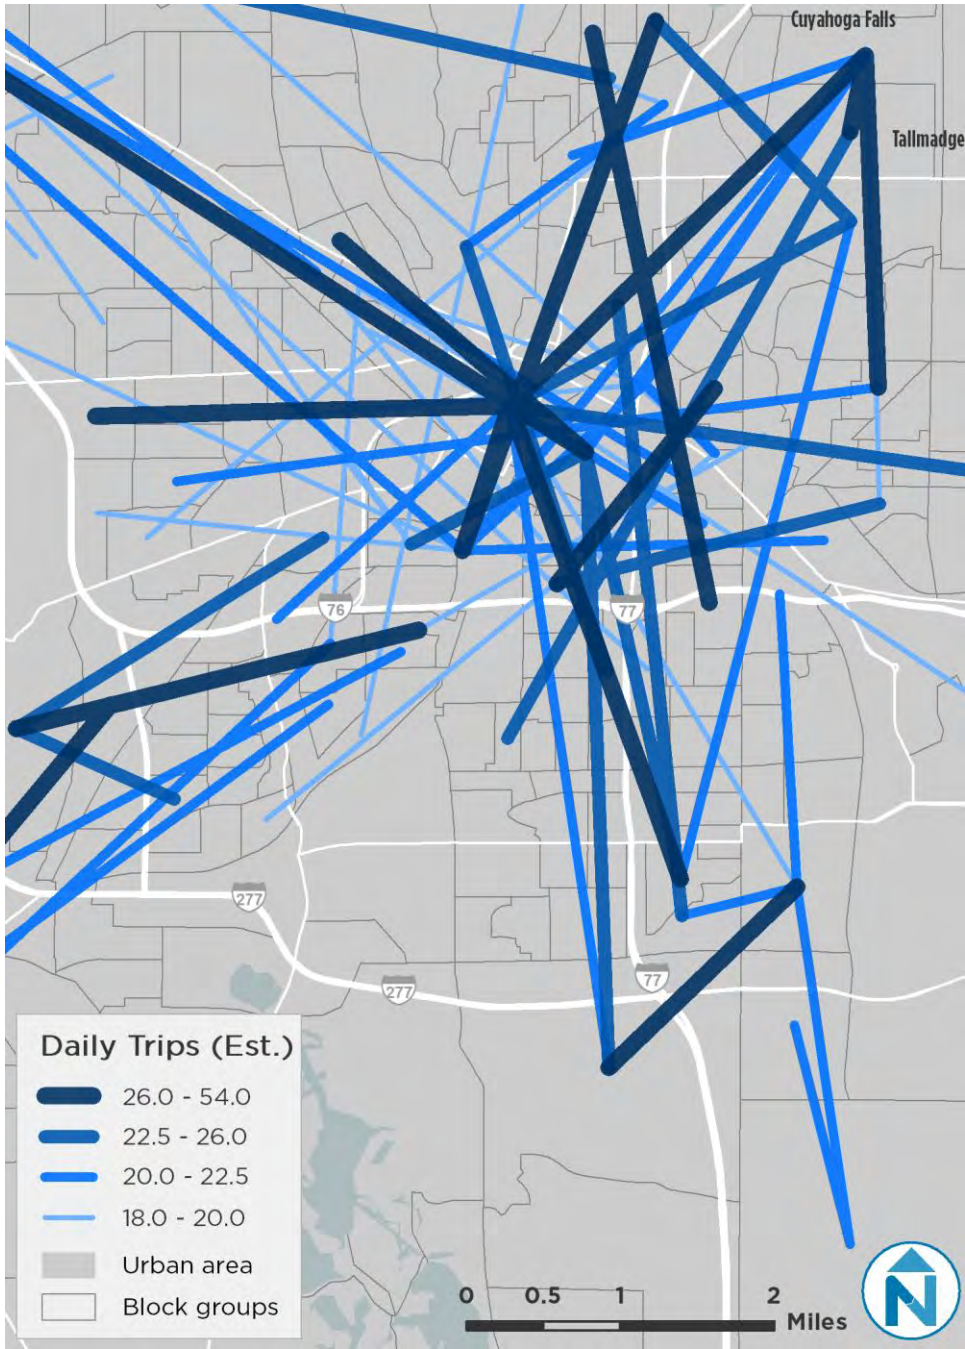 Cuyahoga Falls
Tallmadge
76
77
277
77
277
Daily Trips (Est.)
26.0 - 54.0
22.5 - 26.0
20.0 - 22.5
18.0 - 20.0
Urban area
Block groups
0 0.5 1 2
Miles
N